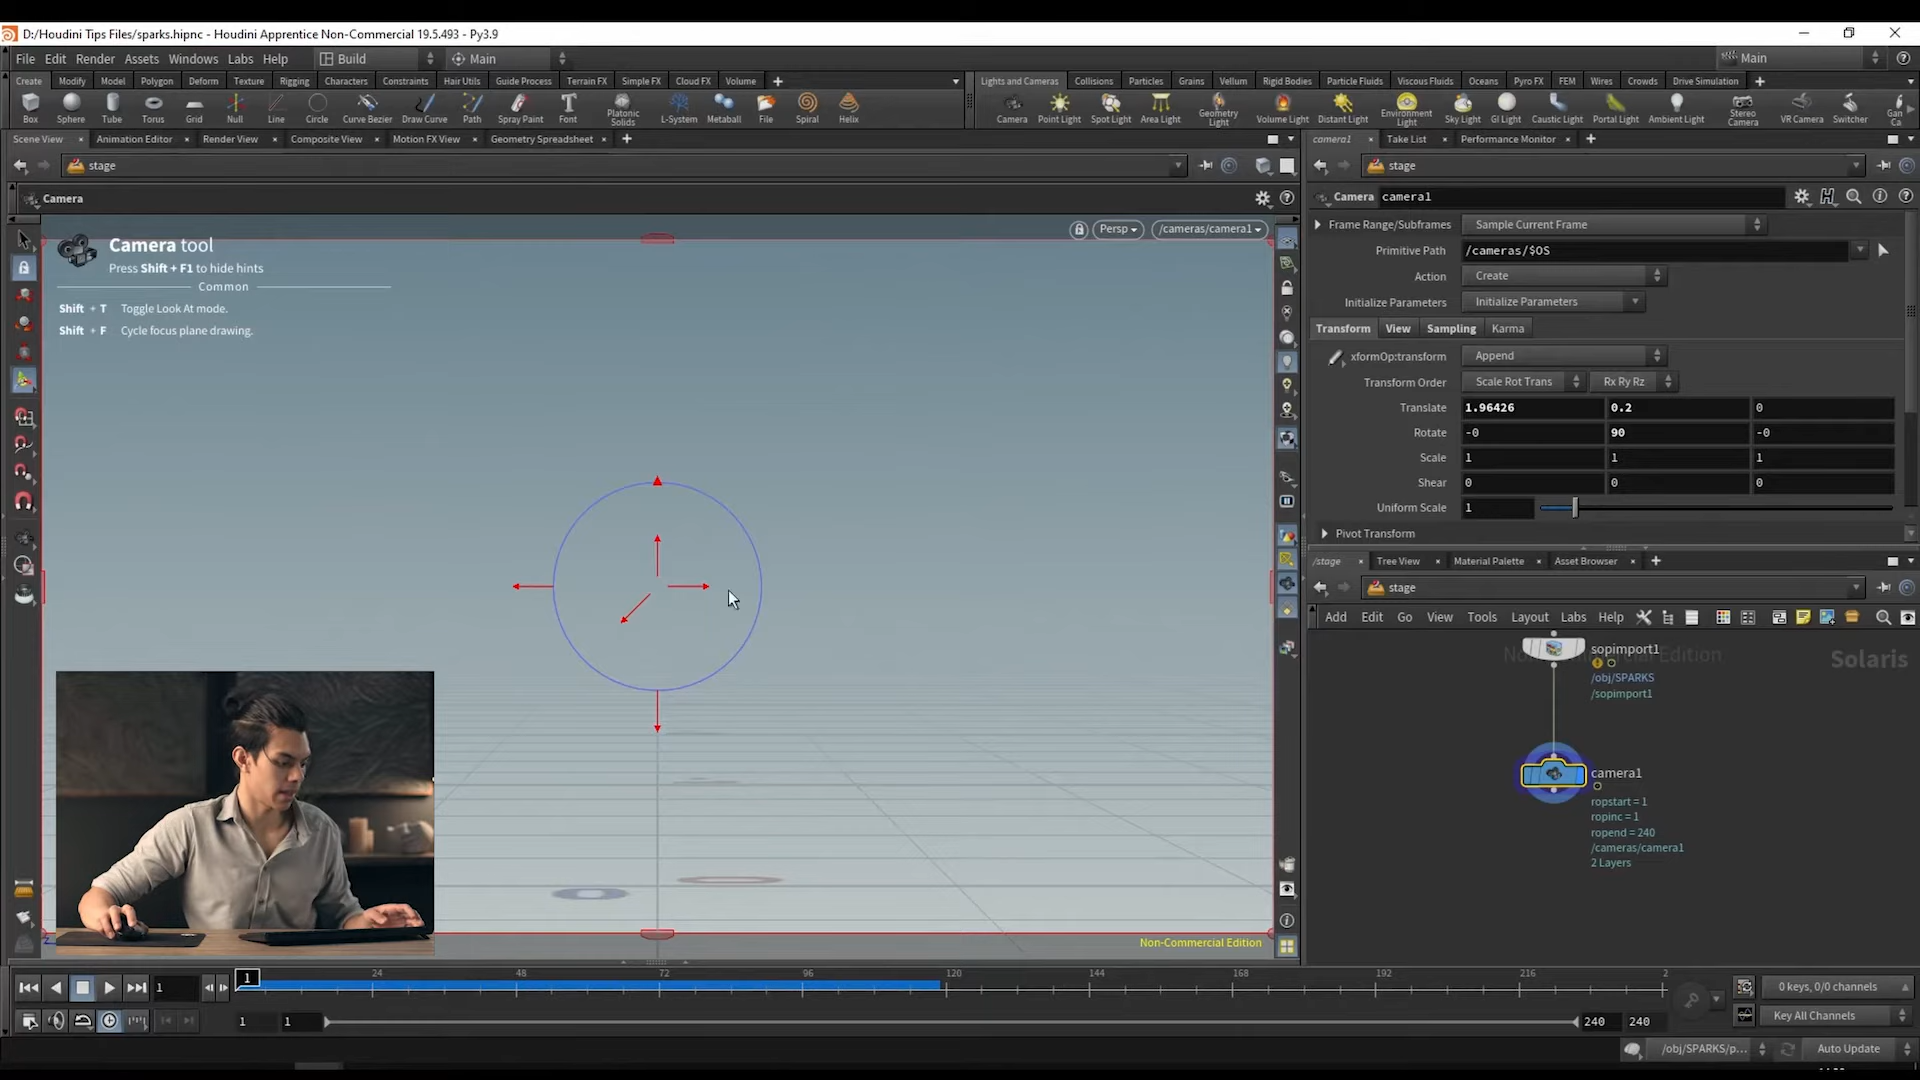 D:/Houdini Tips Files/sparks.hipnc - Houdini Apprentice Non-Commercial 19.5.493 - Py3.9
File Edit Render Assets Windows Labs Help Build Main Main
Create Modify Model Polygon Deform Texture Rigging Characters Constraints Hair Utils Guide Process Terrain FX Simple FX Cloud FX Volume
Lights and Cameras Collisions Particles Grains Vellum Rigid Bodies Particle Fluids Viscous Fluids Oceans Pyro FX FEM Wires Crowds Drive Simulation
Box Sphere Tube Torus Grid Null Line Circle Curve Bezier Draw Curve Path Spray Paint Font Platonic Solids L-System Metaball File Spiral Helix
Camera Point Light Spot Light Area Light Geometry Light Volume Light Distant Light Environment Light Sky Light GI Light Caustic Light Portal Light Ambient Light Stereo Camera VR Camera Switcher
Scene View Animation Editor Render View Composite View Motion FX View Geometry Spreadsheet
camera1 Take List Performance Monitor
stage
stage
Camera
Camera camera1
Camera tool
Press Shift + F1 to hide hints
Common
Shift + T Toggle Look At mode.
Shift + F Cycle focus plane drawing.
Persp /cameras/camera1
Frame Range/Subframes Sample Current Frame
Primitive Path /cameras/$OS
Action Create
Initialize Parameters Initialize Parameters
Transform View Sampling Karma
xformOp:transform Append
Transform Order Scale Rot Trans Rx Ry Rz
Translate 1.96426 0.2 0
Rotate -0 90 -0
Scale 1 1 1
Shear 0 0 0
Uniform Scale 1
Pivot Transform
/stage Tree View Material Palette Asset Browser
stage
Add Edit Go View Tools Layout Labs Help
Solaris
sopimport1
/obj/SPARKS
/sopimport1
camera1
ropstart = 1
ropinc = 1
ropend = 240
/cameras/camera1
2 Layers
Non-Commercial Edition
1 1 24 48 72 96 120 144 168 192 216 2
0 keys, 0/0 channels
1 1 240 240
Key All Channels
/obj/SPARKS/p... Auto Update